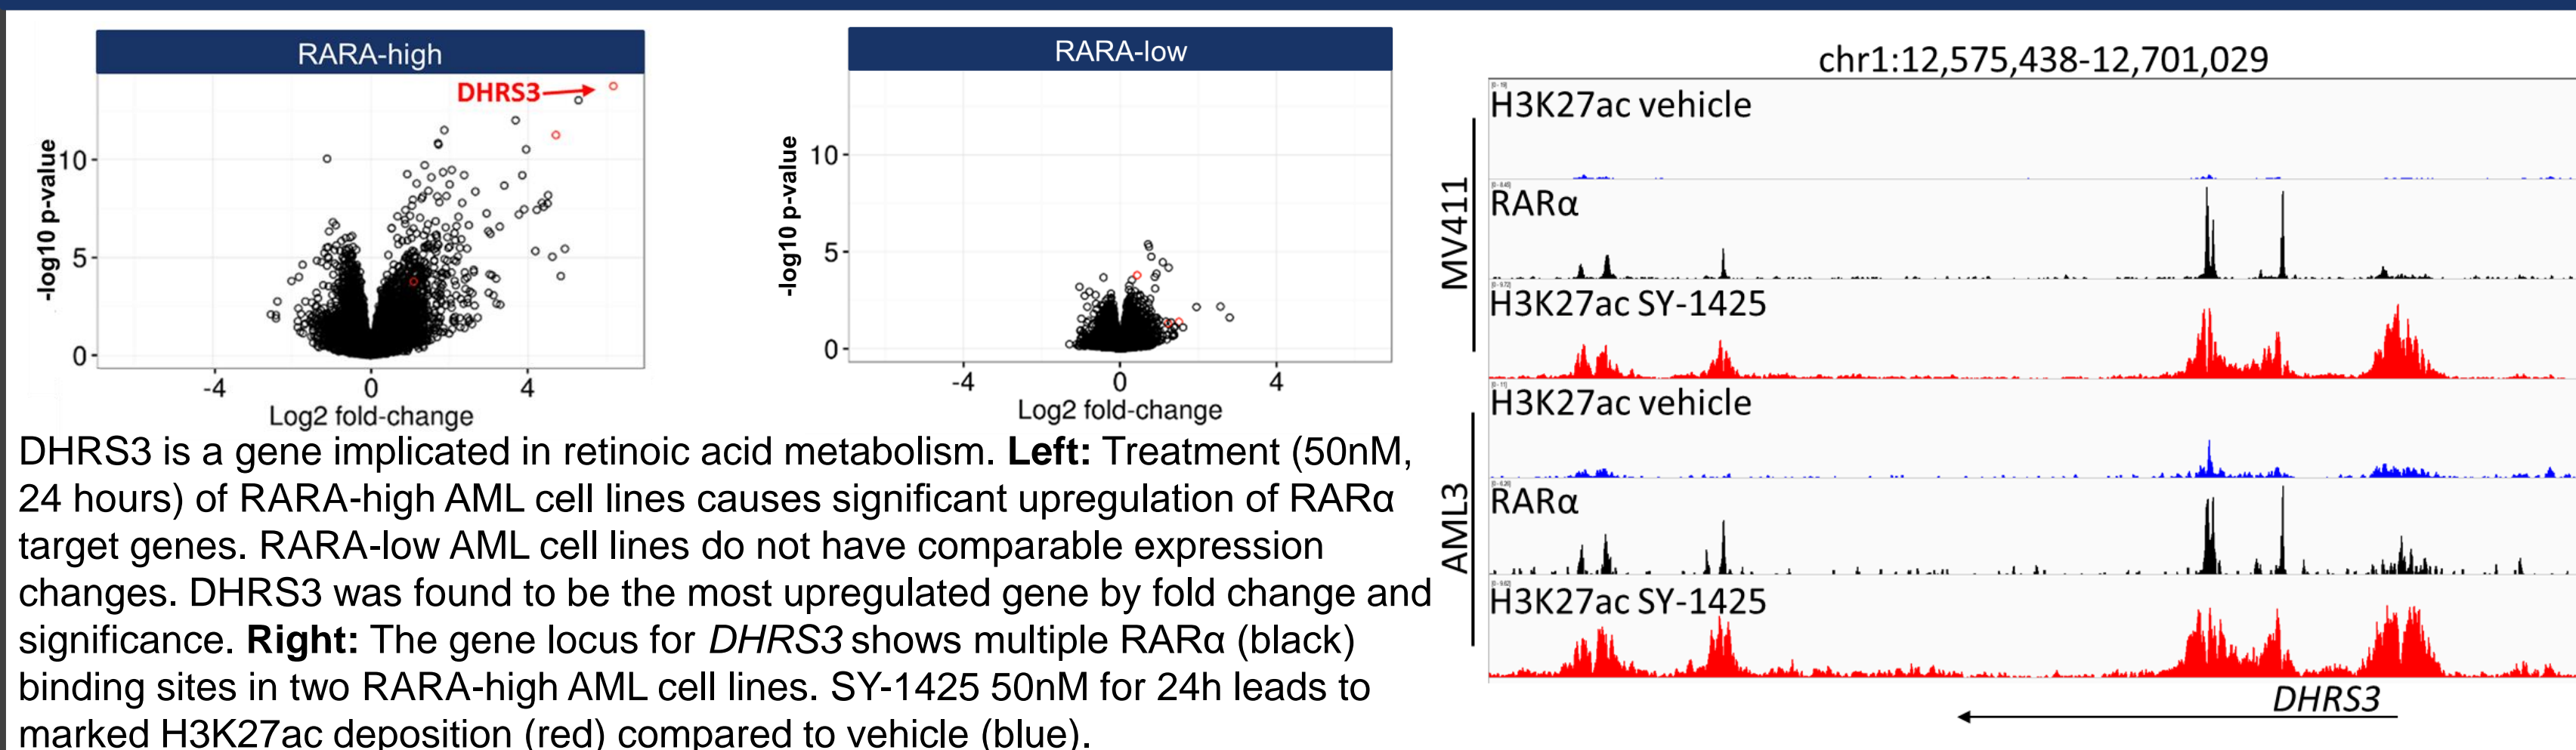 RARA-high
DHRS3
-log10 p-value
10
5
0
-4
0
4
Log2 fold-change
RARA-low
-log10 p-value
10
5
0
-4
0
4
Log2 fold-change
DHRS3 is a gene implicated in retinoic acid metabolism. Left: Treatment (50nM,
24 hours) of RARA-high AML cell lines causes significant upregulation of RARα
target genes. RARA-low AML cell lines do not have comparable expression
changes. DHRS3 was found to be the most upregulated gene by fold change and
significance. Right: The gene locus for DHRS3 shows multiple RARα (black)
binding sites in two RARA-high AML cell lines. SY-1425 50nM for 24h leads to
marked H3K27ac deposition (red) compared to vehicle (blue).
chr1:12,575,438-12,701,029
MV411
H3K27ac vehicle
RARα
H3K27ac SY-1425
AML3
H3K27ac vehicle
RARα
H3K27ac SY-1425
DHRS3